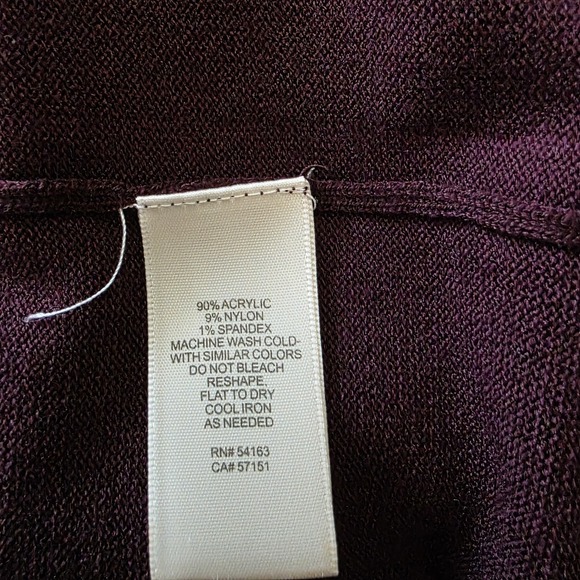 90% ACRYLIC
9% NYLON
1% SPANDEX
MACHINE WASH COLD-
WITH SIMILAR COLORS
DO NOT BLEACH
RESHAPE.
FLAT TO DRY
COOL IRON
AS NEEDED
RN# 54163
CA# 57151